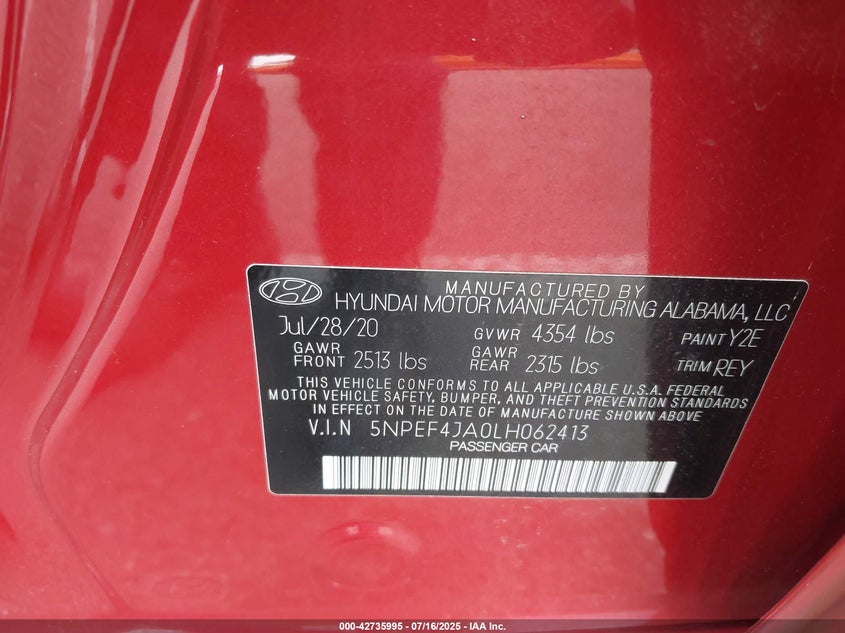 MANUFACTURED BY
HYUNDAI MOTOR MANUFACTURING ALABAMA, LLC
Jul/28/20 GVWR 4354 lbs PAINT Y2E
GAWR FRONT 2513 lbs GAWR REAR 2315 lbs TRIM REY
THIS VEHICLE CONFORMS TO ALL APPLICABLE U.S.A. FEDERAL
MOTOR VEHICLE SAFETY, BUMPER, AND THEFT PREVENTION STANDARDS
IN EFFECT ON THE DATE OF MANUFACTURE SHOWN ABOVE
V.I.N 5NPEF4JA0LH062413
PASSENGER CAR
000-42735995 - 07/16/2025 - IAA Inc.